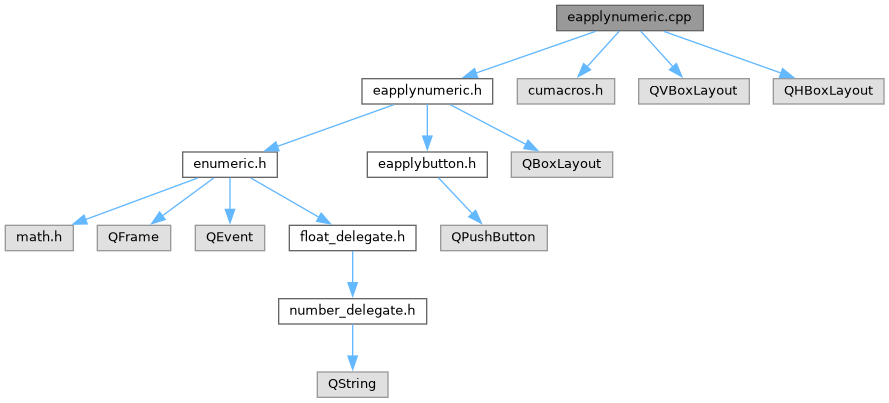 eapplynumeric.cpp
eapplynumeric.h
cumacros.h
QVBoxLayout
QHBoxLayout
enumeric.h
eapplybutton.h
QBoxLayout
math.h
QFrame
QEvent
float_delegate.h
QPushButton
number_delegate.h
QString